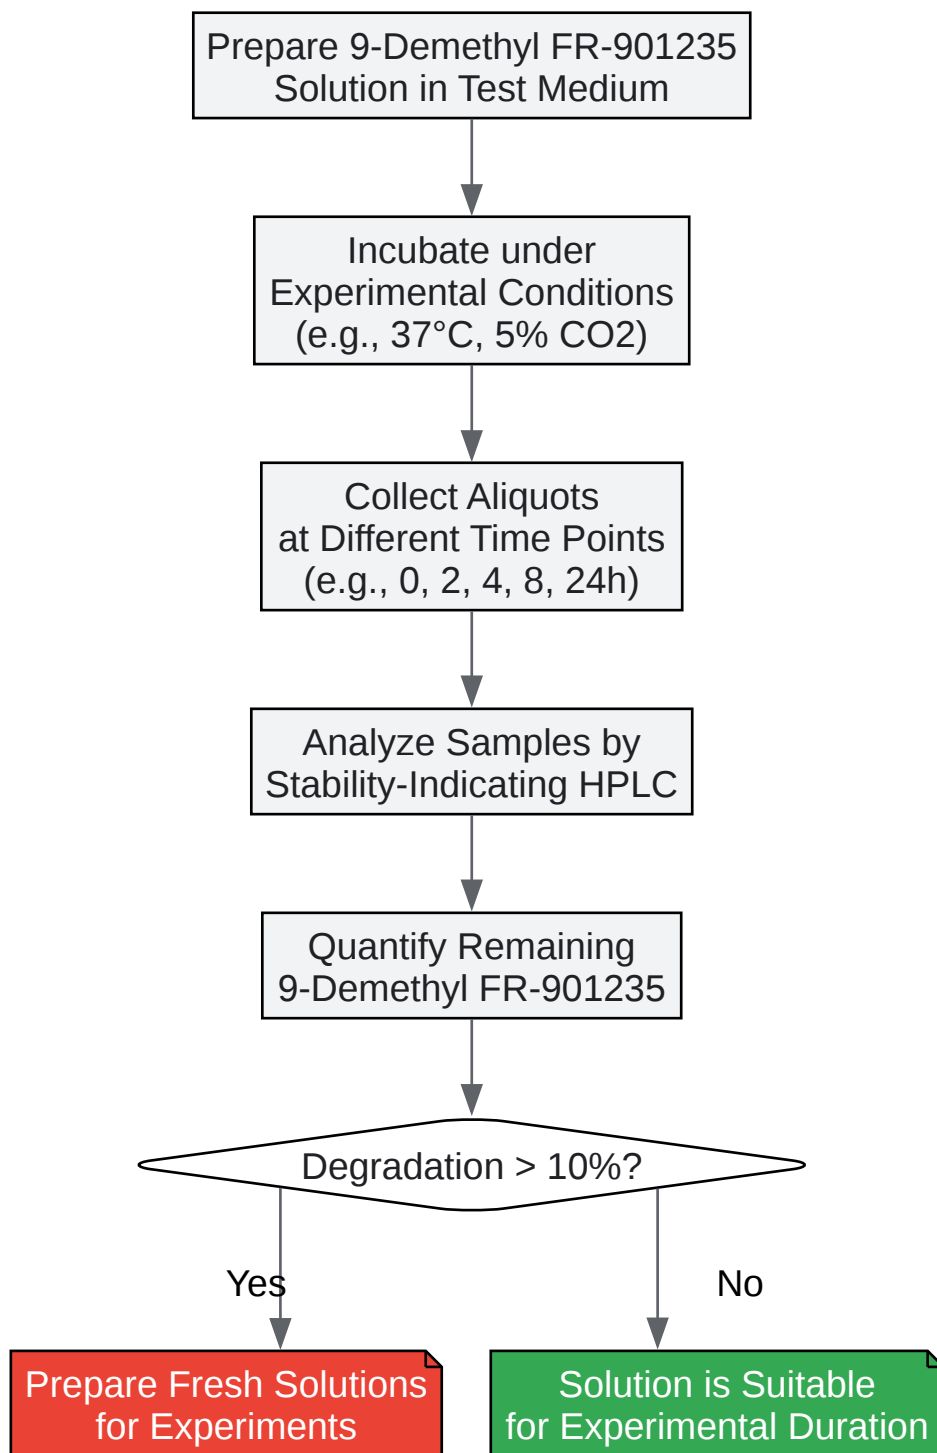 Prepare 9-Demethyl FR-901235
Solution in Test Medium
Incubate under
Experimental Conditions
(e.g., 37°C, 5% CO2)
Collect Aliquots
at Different Time Points
(e.g., 0, 2, 4, 8, 24h)
Analyze Samples by
Stability-Indicating HPLC
Quantify Remaining
9-Demethyl FR-901235
Degradation > 10%?
Yes
No
Prepare Fresh Solutions
for Experiments
Solution is Suitable
for Experimental Duration